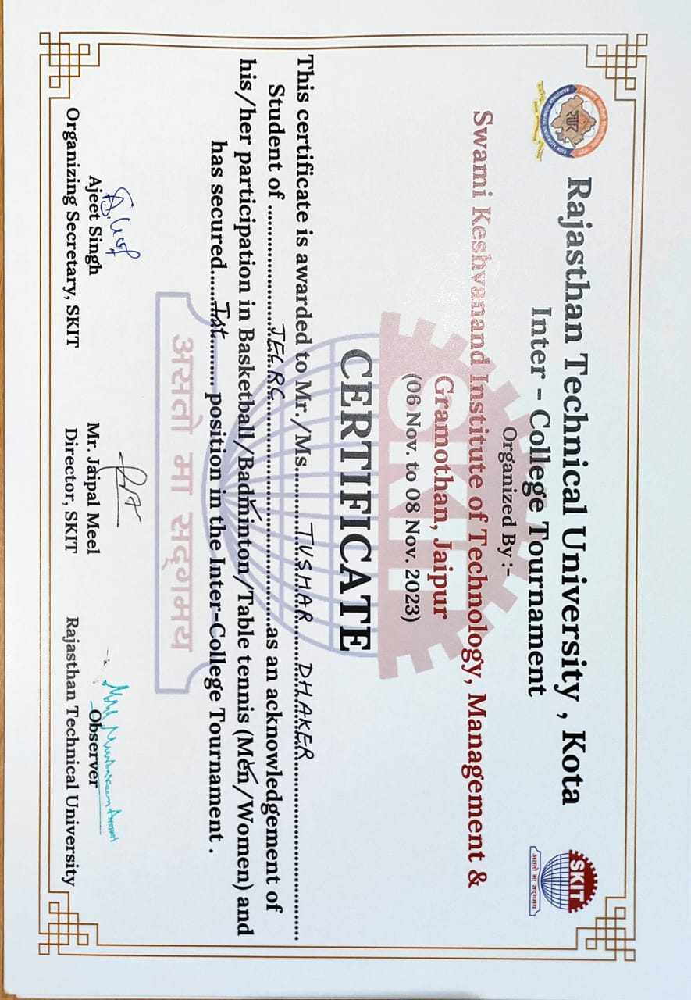 Rajasthan Technical University , Kota
Inter - College Tournament
Organized By:-
Swami Keshvanand Institute of Technology, Management &
Gramothan, Jaipur
(06 Nov. to 08 Nov. 2023)
SKIT
असतो मा सद्गमय
CERTIFICATE
This certificate is awarded to Mr./Ms. TUSHAR DHAKER
Student of JECRC as an acknowledgement of
his/her participation in Basketball/Badminton/Table tennis (Men/Women) and
has secured Ist position in the Inter-College Tournament .
असतो मा सद्गमय
Ajeet Singh
Organizing Secretary, SKIT
Mr. Jaipal Meel
Director, SKIT
Observer
Rajasthan Technical University